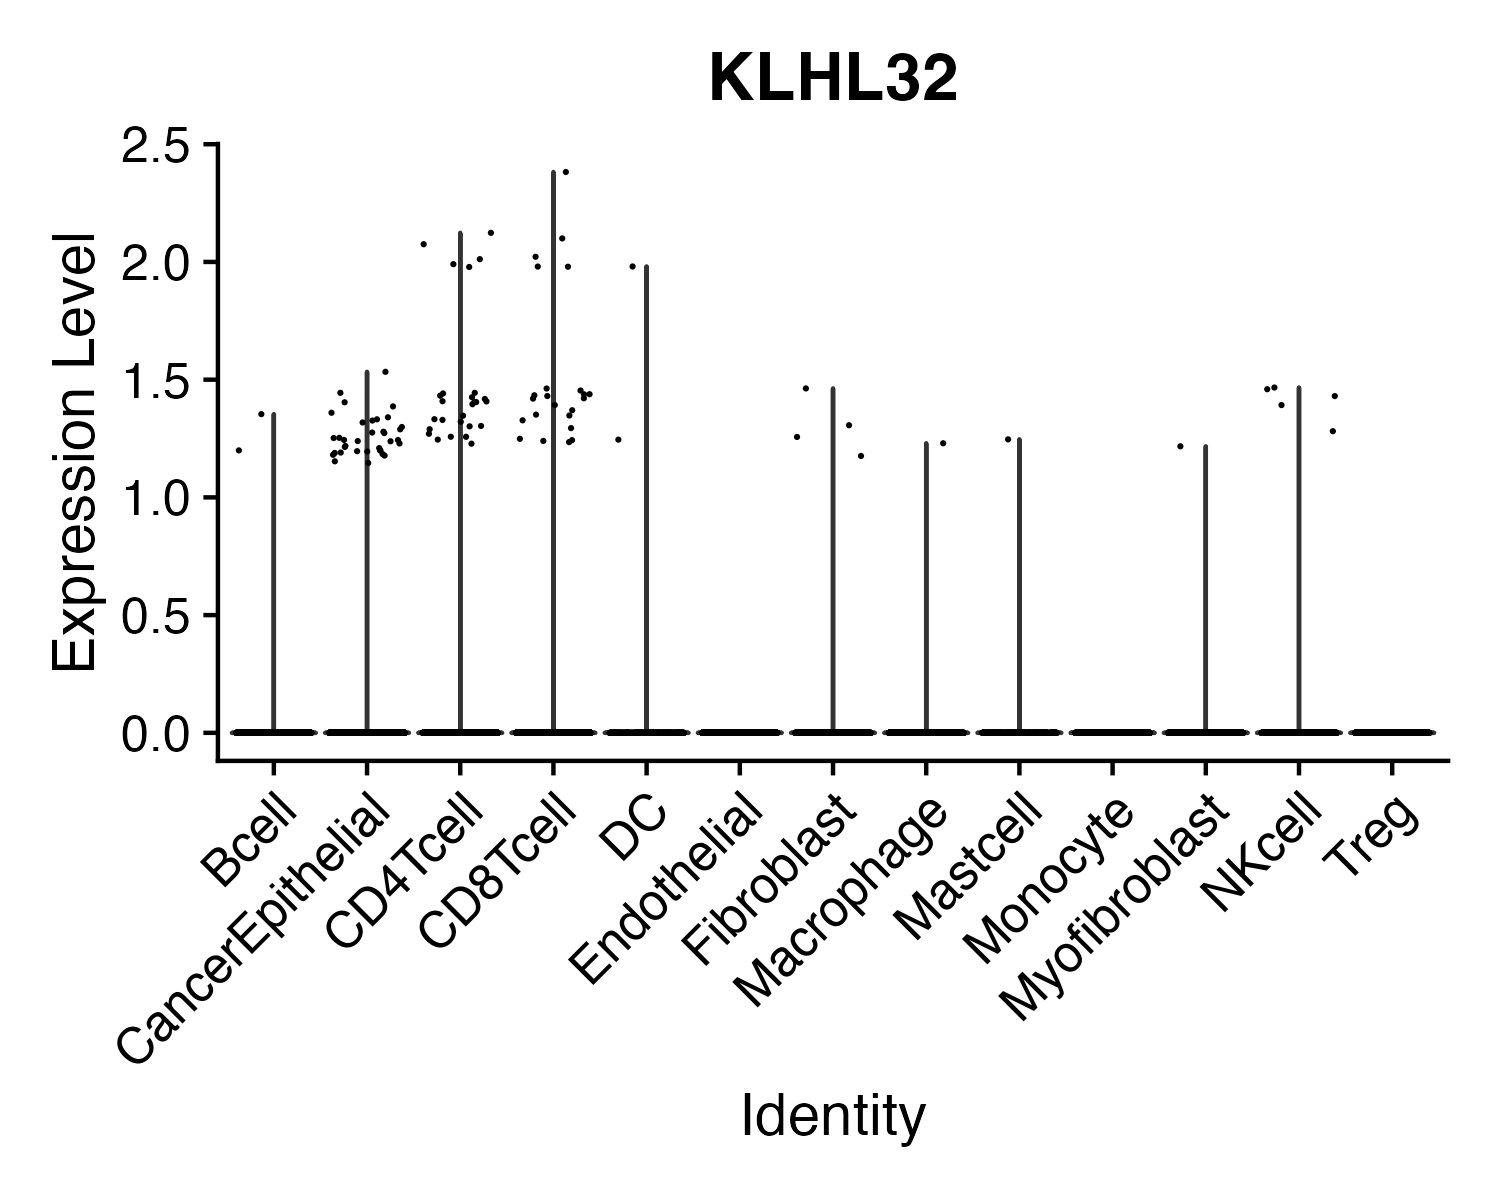 KLHL32
Expression Level
2.5
2.0
1.5
1.0
0.5
0.0
Bcell
CancerEpithelial
CD4Tcell
CD8Tcell
DC
Endothelial
Fibroblast
Macrophage
Mastcell
Monocyte
Myofibroblast
NKcell
Treg
Identity